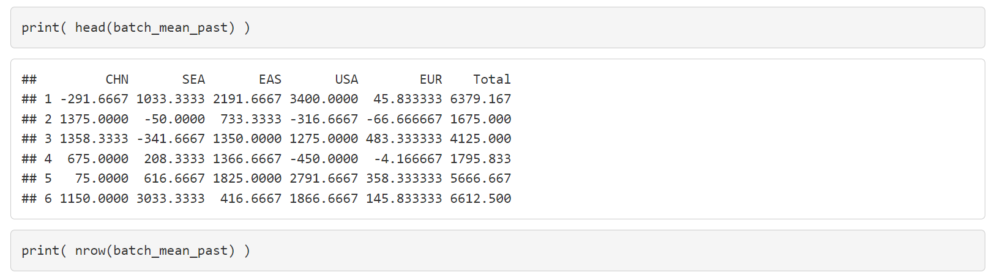 print( head(batch_mean_past) )
##         CHN       SEA       EAS       USA        EUR    Total
## 1 -291.6667 1033.3333 2191.6667 3400.0000  45.833333 6379.167
## 2 1375.0000  -50.0000  733.3333 -316.6667 -66.666667 1675.000
## 3 1358.3333 -341.6667 1350.0000 1275.0000 483.333333 4125.000
## 4  675.0000  208.3333 1366.6667 -450.0000  -4.166667 1795.833
## 5   75.0000  616.6667 1825.0000 2791.6667 358.333333 5666.667
## 6 1150.0000 3033.3333  416.6667 1866.6667 145.833333 6612.500
print( nrow(batch_mean_past) )